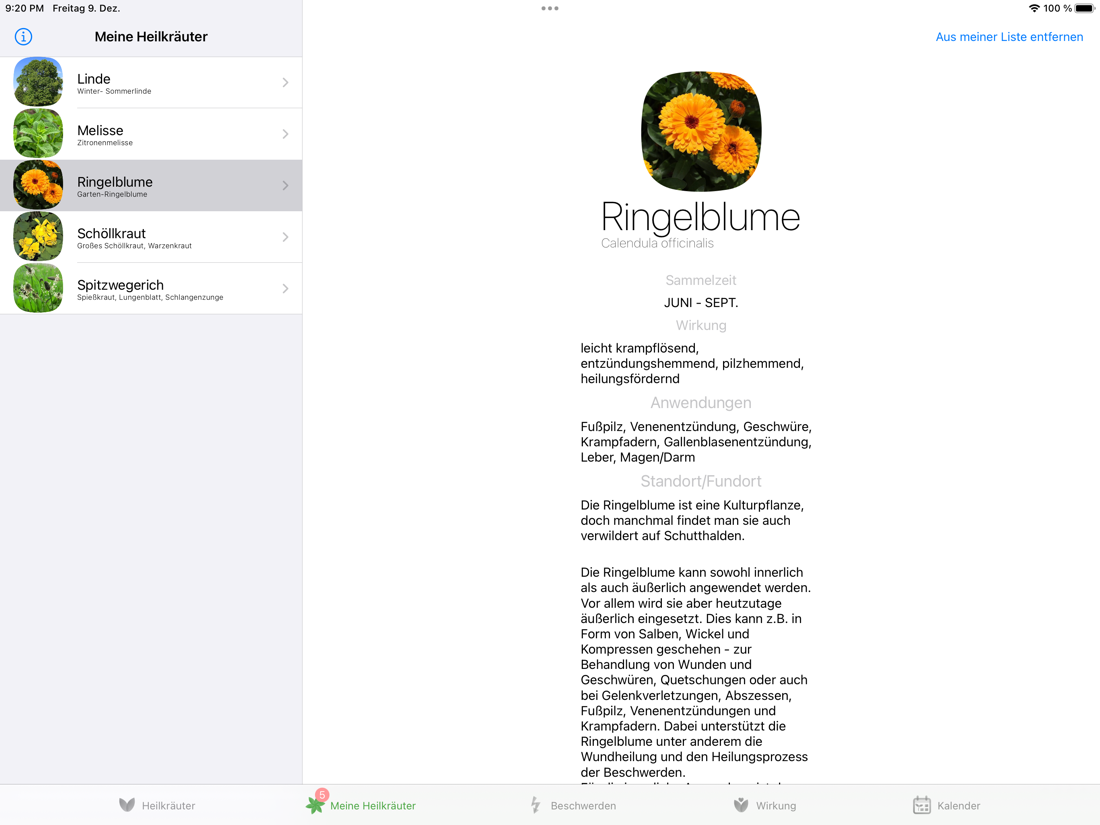 9:20 PM Freitag 9. Dez.
100 %
Meine Heilkräuter
Aus meiner Liste entfernen
Linde
Winter- Sommerlinde
Melisse
Zitronenmelisse
Ringelblume
Garten-Ringelblume
Schöllkraut
Großes Schöllkraut, Warzenkraut
Spitzwegerich
Spießkraut, Lungenblatt, Schlangenzunge
Ringelblume
Calendula officinalis
Sammelzeit
JUNI - SEPT.
Wirkung
leicht krampflösend,
entzündungshemmend, pilzhemmend,
heilungsfördernd
Anwendungen
Fußpilz, Venenentzündung, Geschwüre,
Krampfadern, Gallenblasenentzündung,
Leber, Magen/Darm
Standort/Fundort
Die Ringelblume ist eine Kulturpflanze,
doch manchmal findet man sie auch
verwildert auf Schutthalden.
Die Ringelblume kann sowohl innerlich
als auch äußerlich angewendet werden.
Vor allem wird sie aber heutzutage
äußerlich eingesetzt. Dies kann z.B. in
Form von Salben, Wickel und
Kompressen geschehen - zur
Behandlung von Wunden und
Geschwüren, Quetschungen oder auch
bei Gelenkverletzungen, Abszessen,
Fußpilz, Venenentzündungen und
Krampfadern. Dabei unterstützt die
Ringelblume unter anderem die
Wundheilung und den Heilungsprozess
der Beschwerden.
Heilkräuter
5
Meine Heilkräuter
Beschwerden
Wirkung
Kalender